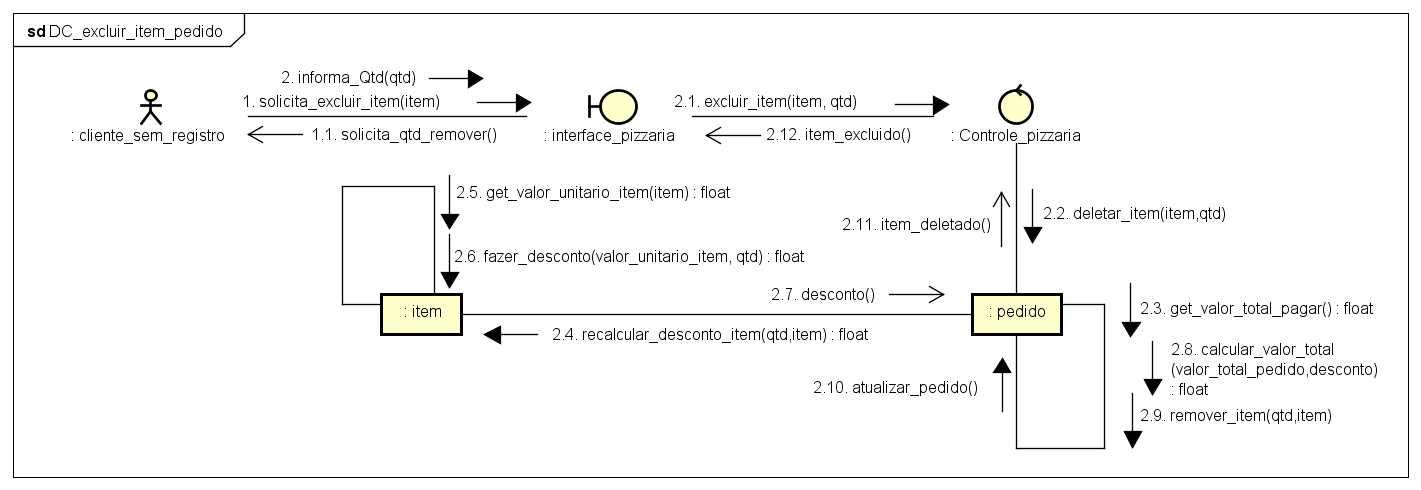 sd DC_excluir_item_pedido
2. informa_Qtd(qtd)
1. solicita_excluir_item(item)
2.1. excluir_item(item, qtd)
: cliente_sem_registro
1.1. solicita_qtd_remover()
: interface_pizzaria
2.12. item_excluido()
: Controle_pizzaria
2.5. get_valor_unitario_item(item) : float
2.11. item_deletado()
2.2. deletar_item(item,qtd)
2.6. fazer_desconto(valor_unitario_item, qtd) : float
2.7. desconto()
: item
: pedido
2.3. get_valor_total_pagar() : float
2.4. recalcular_desconto_item(qtd,item) : float
2.8. calcular_valor_total
(valor_total_pedido,desconto)
: float
2.10. atualizar_pedido()
2.9. remover_item(qtd,item)